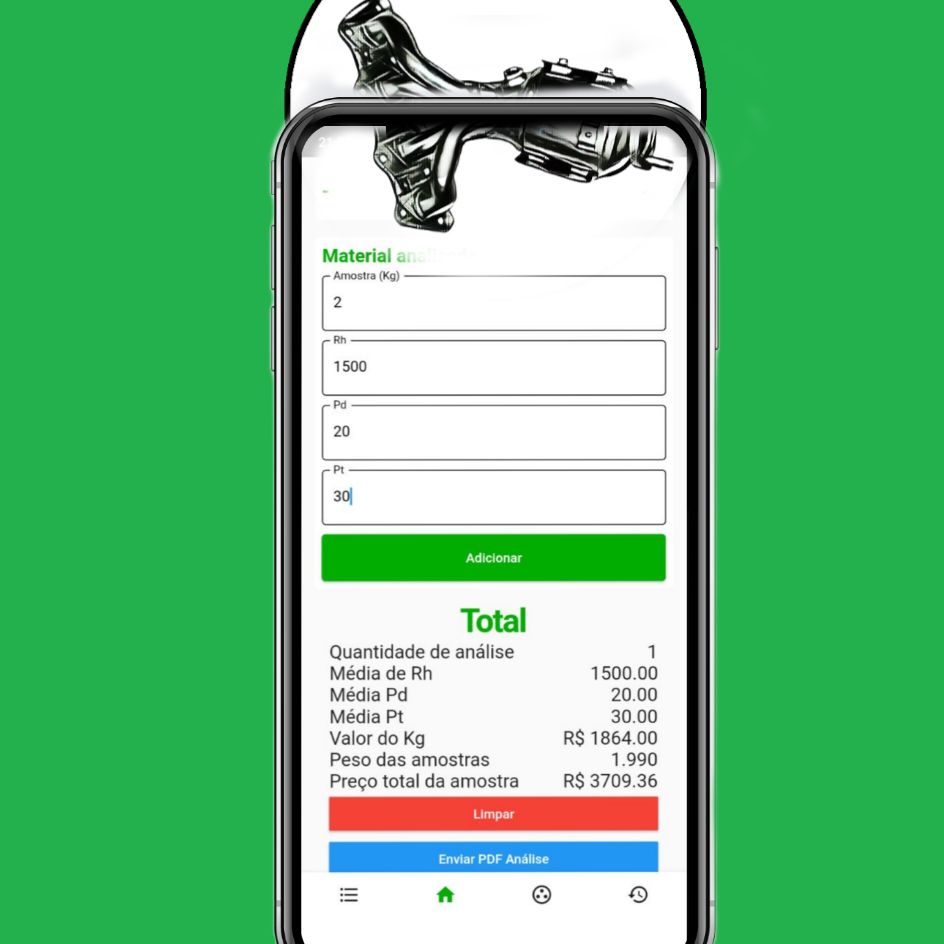 Material
Amostra (Kg)
2
Rh
1500
Pd
20
Pt
30
Adicionar
Total
Quantidade de análise 1
Média de Rh 1500.00
Média Pd 20.00
Média Pt 30.00
Valor do Kg R$ 1864.00
Peso das amostras 1.990
Preço total da amostra R$ 3709.36
Limpar
Enviar PDF Análise